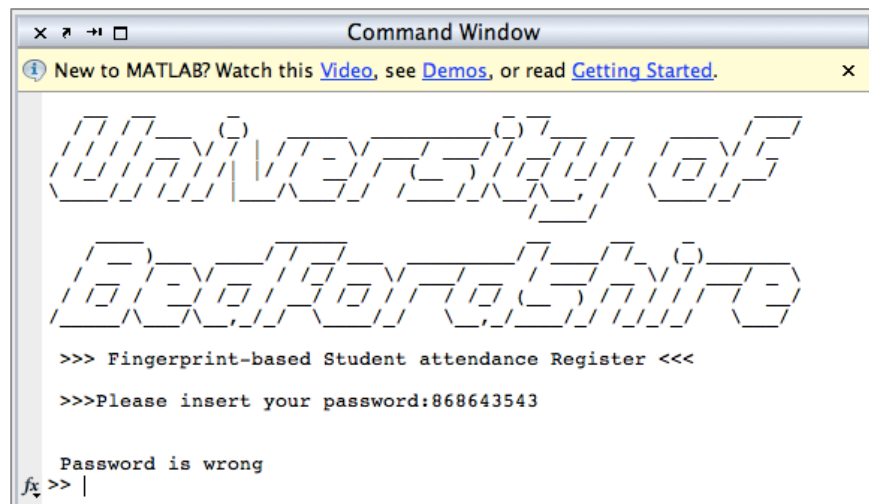 Command Window
New to MATLAB? Watch this Video, see Demos, or read Getting Started.
University of
Bedfordshire
>>> Fingerprint-based Student attendance Register <<<
>>>Please insert your password:868643543
Password is wrong
fx >>